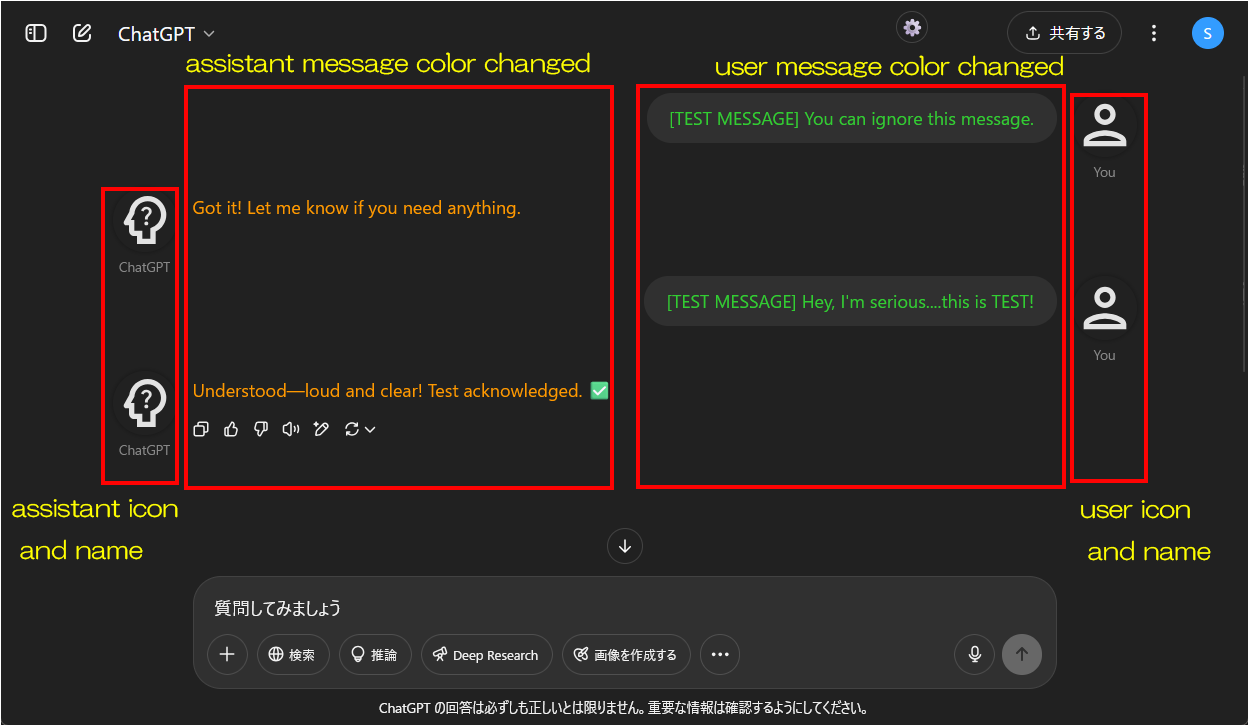 ChatGPT
共有する
S
assistant message color changed
user message color changed
[TEST MESSAGE] You can ignore this message.
You
Got it! Let me know if you need anything.
ChatGPT
[TEST MESSAGE] Hey, I'm serious....this is TEST!
You
Understood—loud and clear! Test acknowledged. ✅
ChatGPT
assistant icon
and name
user icon
and name
質問してみましょう
検索
推論
Deep Research
画像を作成する
ChatGPT の回答は必ずしも正しいとは限りません。重要な情報は確認するようにしてください。